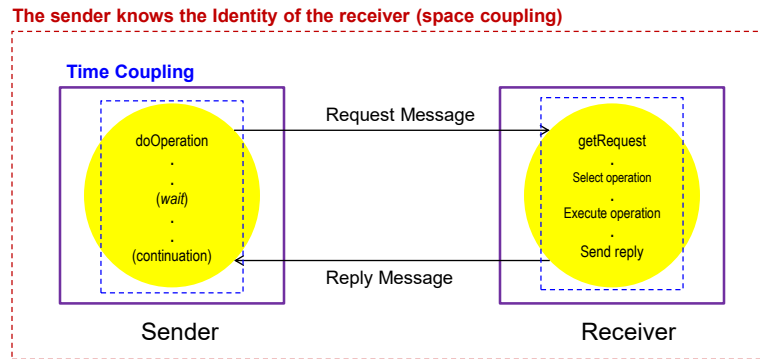 The sender knows the Identity of the receiver (space coupling)
Time Coupling
doOperation
.
.
(wait)
.
.
(continuation)
Request Message
Reply Message
getRequest
.
Select operation
.
Execute operation
.
Send reply
Sender
Receiver